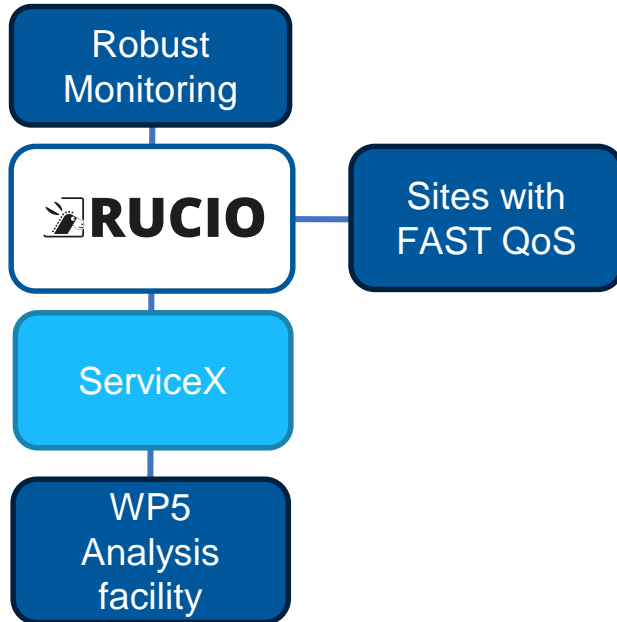 Robust
Monitoring
RUCIO
Sites with
FAST QoS
ServiceX
WP5
Analysis
facility